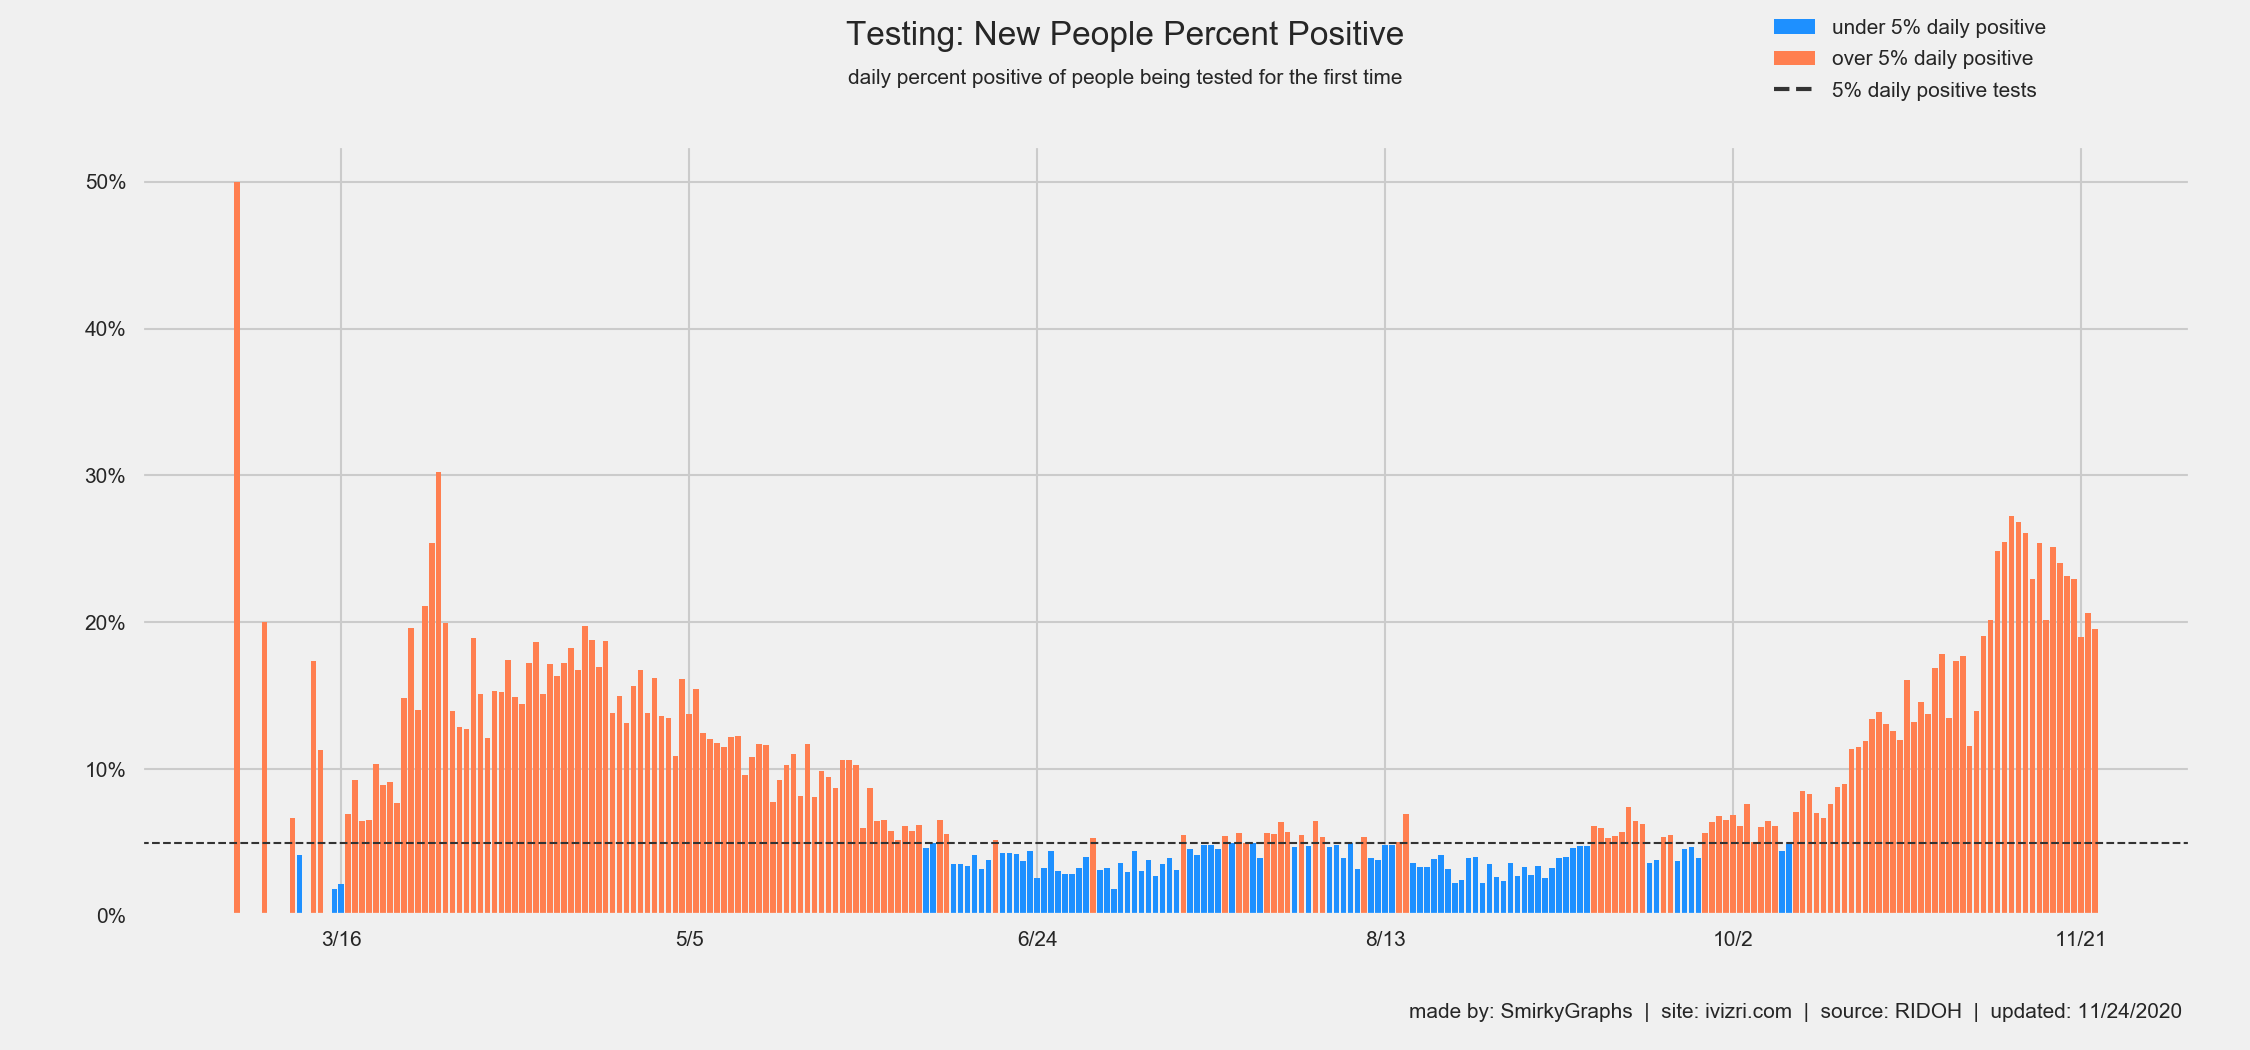 Testing: New People Percent Positive
daily percent positive of people being tested for the first time
under 5% daily positive
over 5% daily positive
5% daily positive tests
50%
40%
30%
20%
10%
0%
3/16 5/5 6/24 8/13 10/2 11/21
made by: SmirkyGraphs | site: ivizri.com | source: RIDOH | updated: 11/24/2020